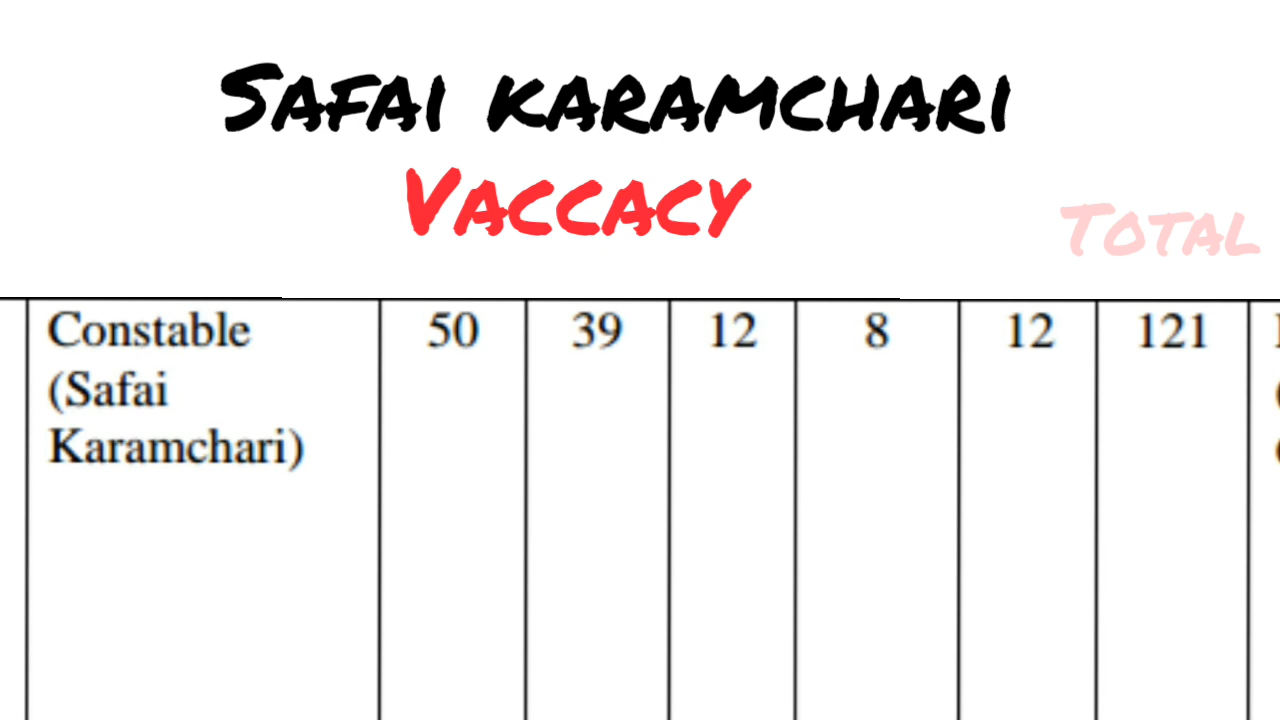 SAFAI KARAMCHARI
VACCACY
TOTAL
Constable 50 39 12 8 12 121
(Safai
Karamchari)